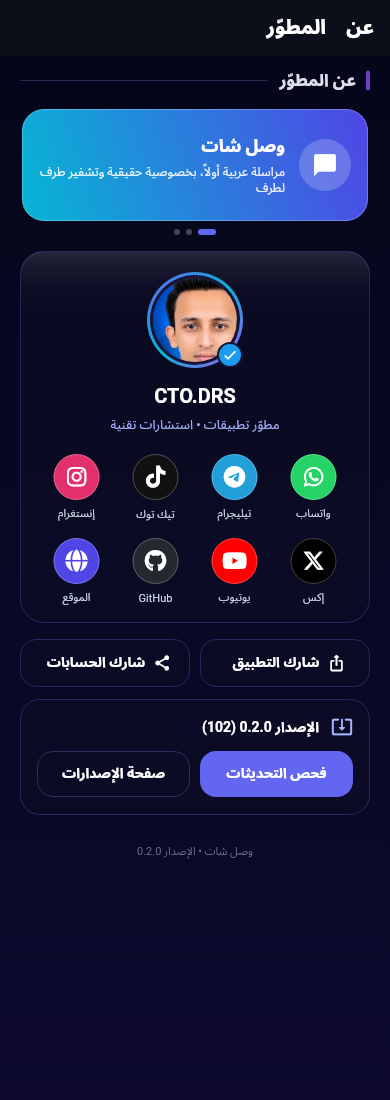 عن المطوّر
عن المطوّر
وصل شات
مراسلة عربية أولاً، بخصوصية حقيقية وتشفير طرف
لطرف
CTO.DRS
مطوّر تطبيقات • استشارات تقنية
واتساب
تيليجرام
تيك توك
إنستغرام
إكس
يوتيوب
GitHub
الموقع
شارك التطبيق
شارك الحسابات
الإصدار 0.2.0 (102)
فحص التحديثات
صفحة الإصدارات
وصل شات • الإصدار 0.2.0